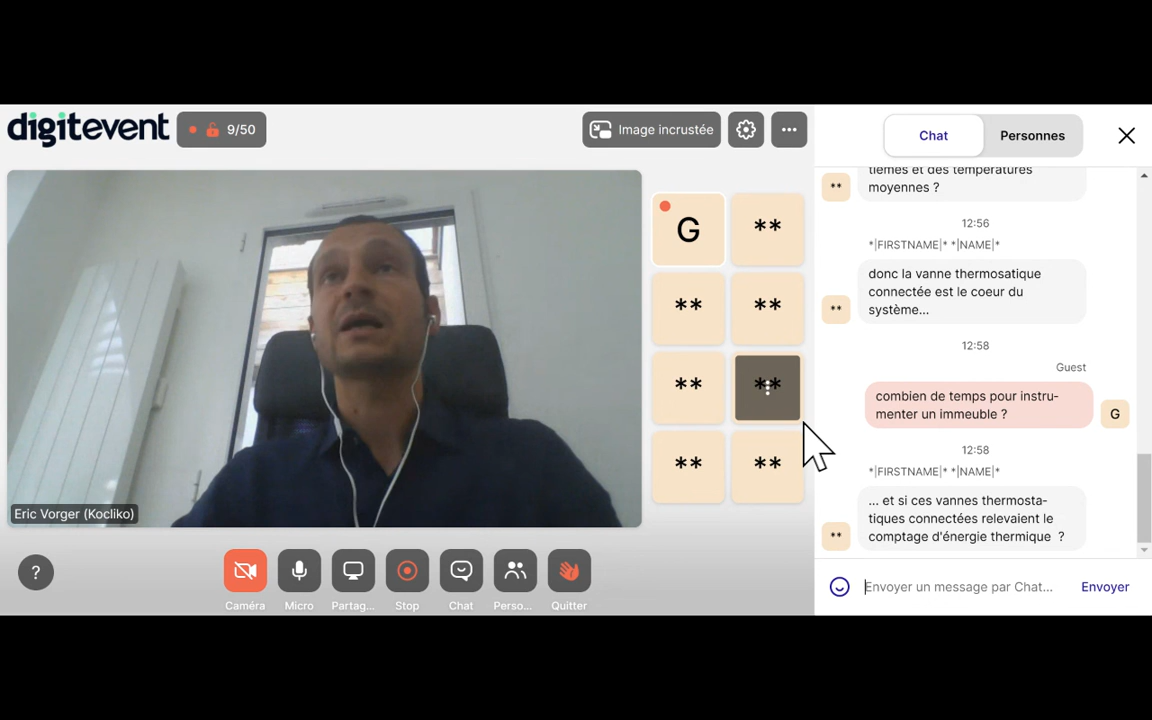 digitevent
9/50
Image incrustée
Chat
Personnes
G
**
**
**
**
**
**
**
Eric Vorger (Kocliko)
?
Caméra
Micro
Partag...
Stop
Chat
Perso...
Quitter
tièmes et des températures
moyennes ?
**
12:56
*|FIRSTNAME|* *|NAME|*
donc la vanne thermosatique
connectée est le coeur du
système...
**
12:58
Guest
combien de temps pour instru-
menter un immeuble ?
G
12:58
*|FIRSTNAME|* *|NAME|*
... et si ces vannes thermosta-
tiques connectées relevaient le
comptage d'énergie thermique ?
**
Envoyer un message par Chat...
Envoyer